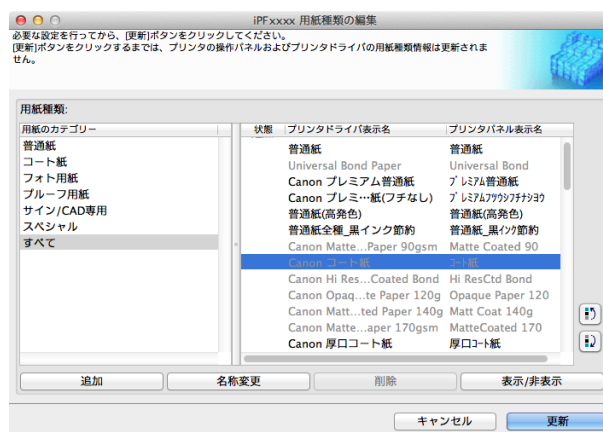 iPFxxxx 用紙種類の編集
必要な設定を行ってから、[更新]ボタンをクリックしてください。
[更新]ボタンをクリックするまでは、プリンタの操作パネルおよびプリンタドライバの用紙種類情報は更新されま
せん。
用紙種類:
用紙のカテゴリー
普通紙
コート紙
フォト用紙
プルーフ用紙
サイン/CAD専用
スペシャル
すべて
状態 プリンタドライバ表示名 プリンタパネル表示名
普通紙 普通紙
Universal Bond Paper Universal Bond
Canon プレミアム普通紙 プレミアム普通紙
Canon プレミ…紙(フチなし) プレミアムフツウシフチナシヨウ
普通紙(高発色) 普通紙(高発色)
普通紙全種_黒インク節約 普通紙_黒インク節約
Canon Matte...Paper 90gsm Matte Coated 90
Canon コート紙 コート紙
Canon Hi Res...Coated Bond Hi ResCtd Bond
Canon Opaq...te Paper 120g Opaque Paper 120
Canon Matt...ted Paper 140g Matt Coat 140g
Canon Matte...aper 170gsm MatteCoated 170
Canon 厚口コート紙 厚口コート紙
追加 名称変更 削除 表示/非表示
キャンセル 更新